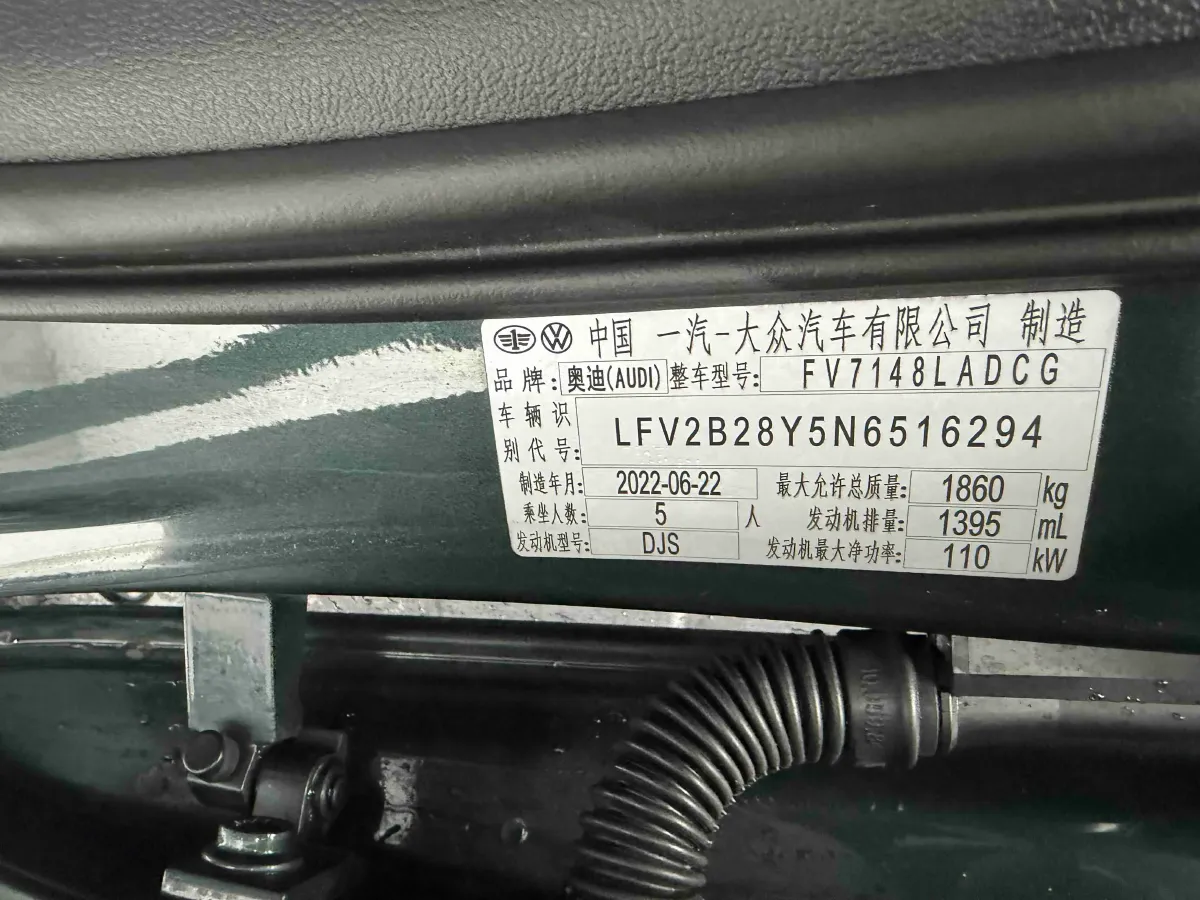 中国 一汽-大众汽车有限公司 制造
品牌: 奥迪(AUDI) 整车型号: FV7148LADCG
车辆识别代号: LFV2B28Y5N6516294
制造年月: 2022-06-22 最大允许总质量: 1860 kg
乘坐人数: 5 人 发动机排量: 1395 mL
发动机型号: DJS 发动机最大净功率: 110 kW